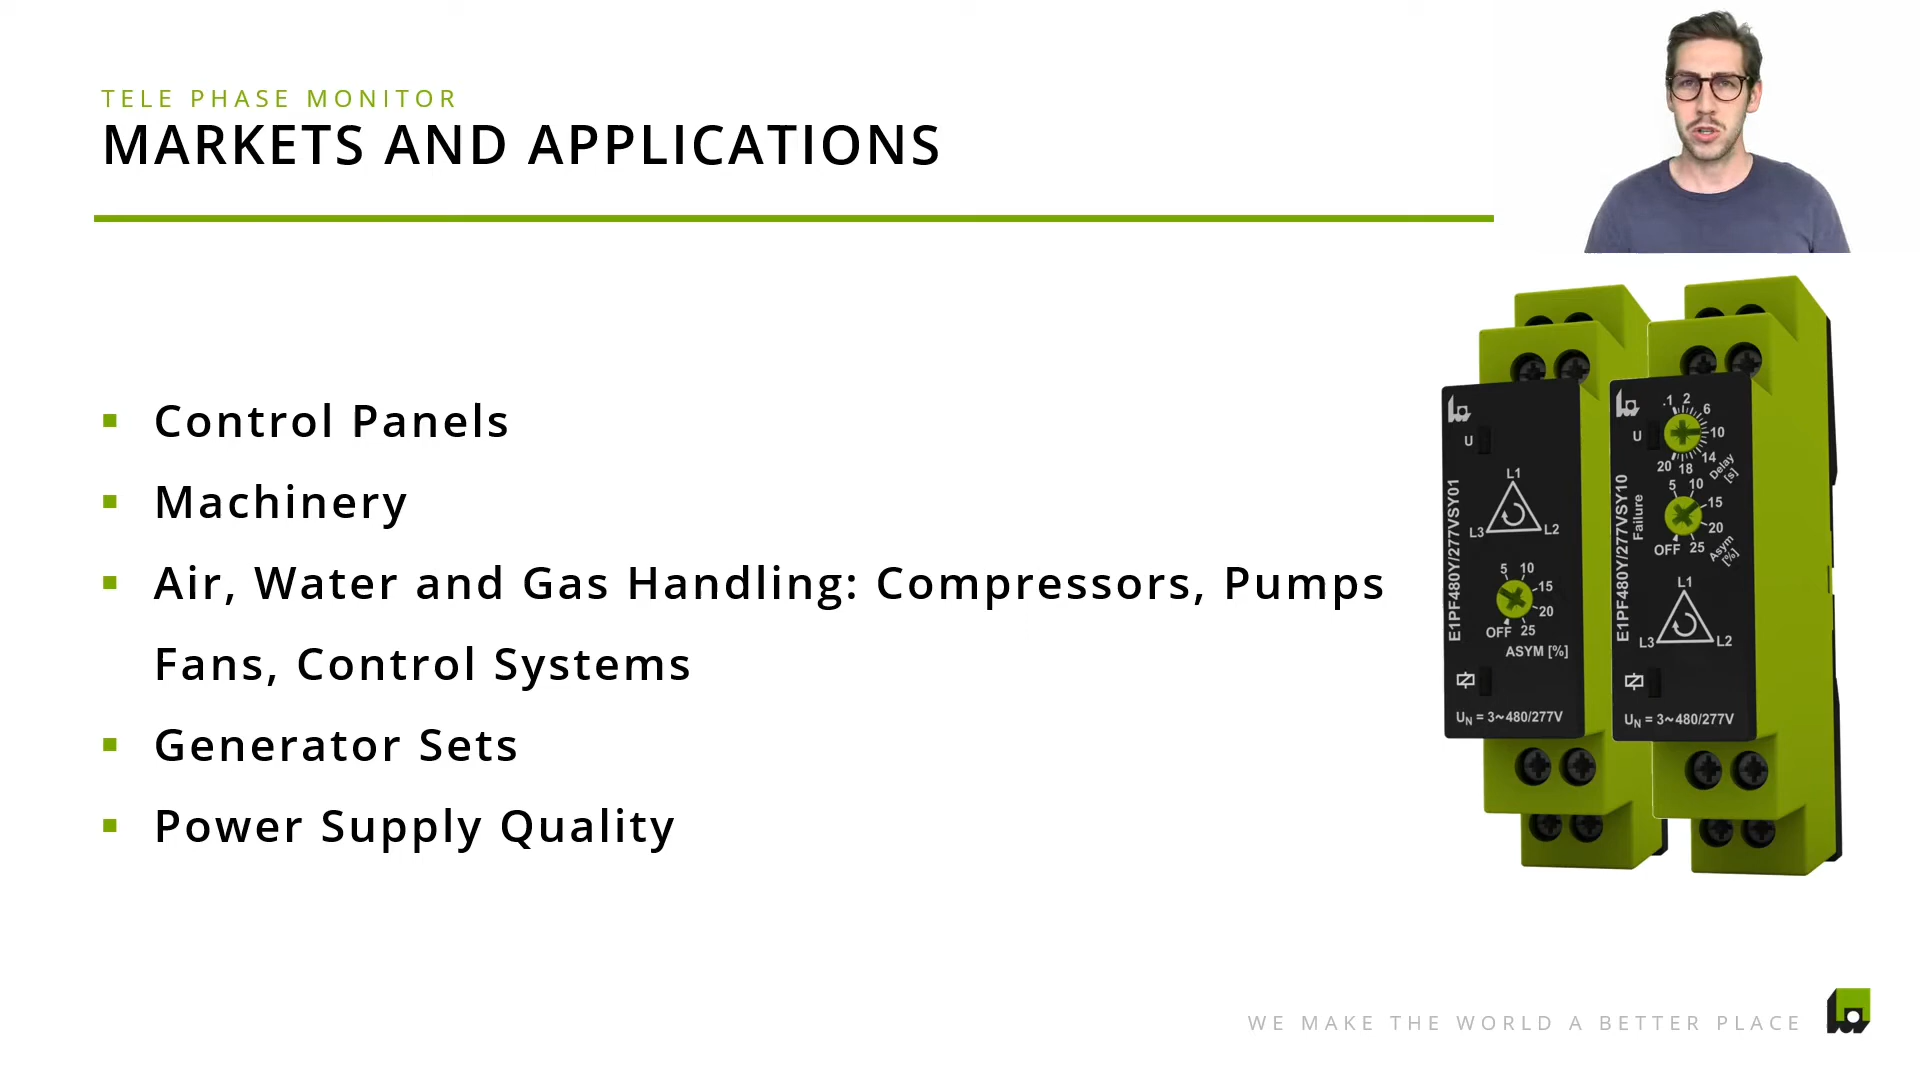 TELE PHASE MONITOR
MARKETS AND APPLICATIONS
Control Panels
Machinery
Air, Water and Gas Handling: Compressors, Pumps
Fans, Control Systems
Generator Sets
Power Supply Quality
U
L1
L3
L2
E1PF480Y/277VSY01
5 10
15
20
OFF 25
ASYM [%]
UN = 3~480/277V
.1 2
6
U
10
14
20 18
Delay
[s]
5 10
15
20
OFF 25
Asym
[%]
E1PF480Y/277VSY10
Failure
L1
L3
L2
UN = 3~480/277V
WE MAKE THE WORLD A BETTER PLACE